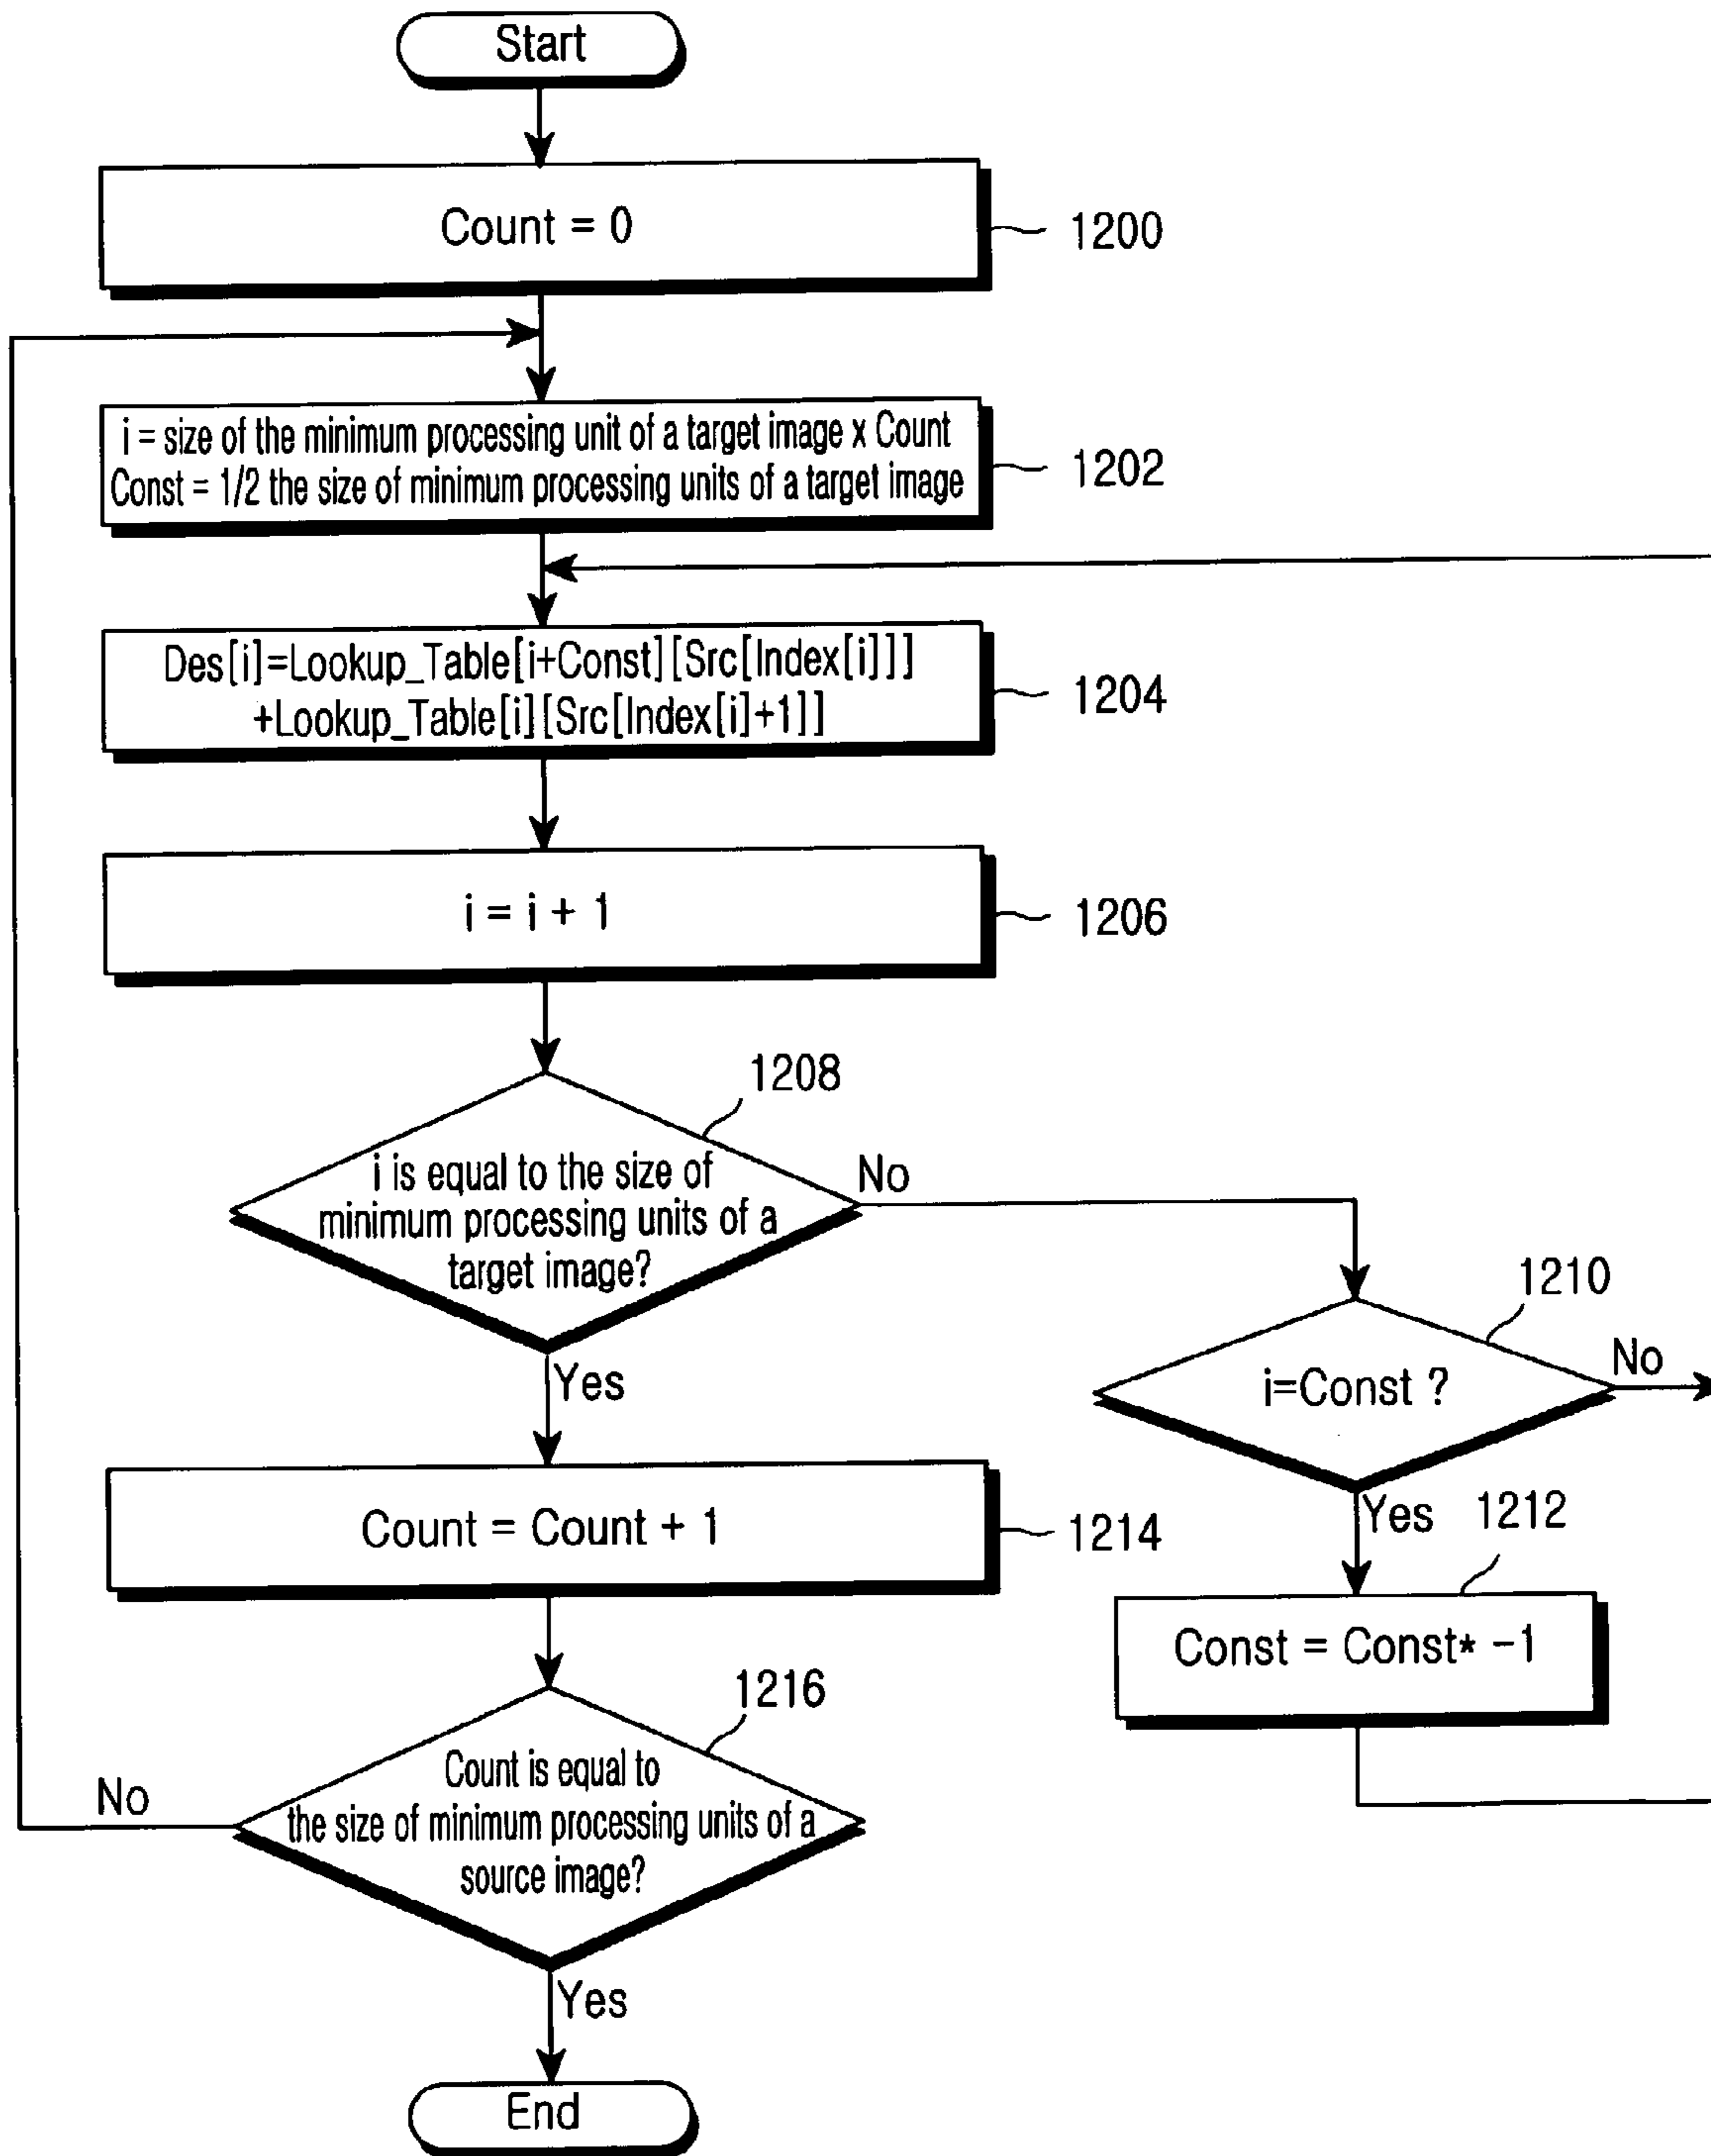 Start
Count = 0
1200
i = size of the minimum processing unit of a target image x Count
Const = 1/2 the size of minimum processing units of a target image
1202
Des[i]=Lookup_Table[i+Const][Src[Index[i]]]
+Lookup_Table[i][Src[Index[i]+1]]
1204
i = i + 1
1206
1208
i is equal to the size of
minimum processing units of a
target image?
No
Yes
1210
i=Const ?
No
Yes
1212
Const = Const* -1
Count = Count + 1
1214
1216
Count is equal to
the size of minimum processing units of a
source image?
No
Yes
End